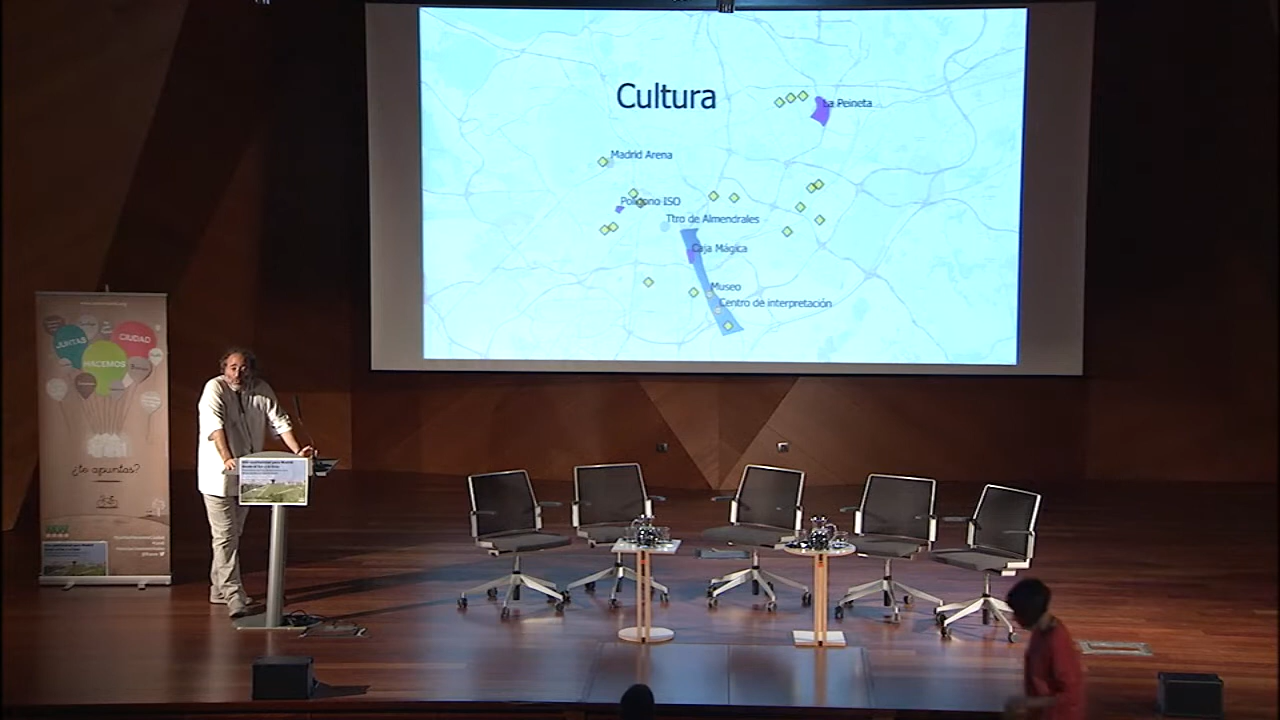 Cultura
La Peineta
Madrid Arena
Polígono ISO
Ttro de Almendrales
Caja Mágica
Museo
Centro de interpretación
JUNTAS
CIUDAD
HACEMOS
¿te apuntas?